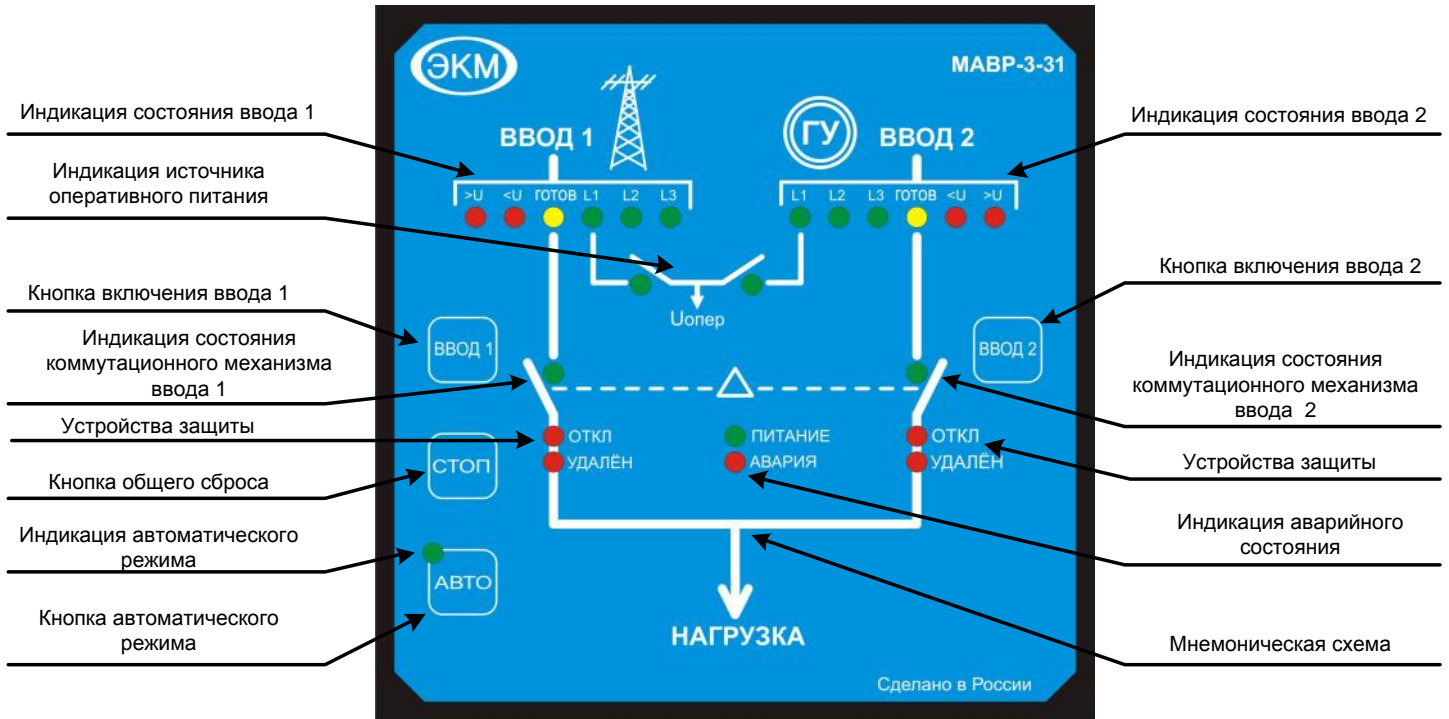 Индикация состояния ввода 1
Индикация источника
оперативного питания
Кнопка включения ввода 1
Индикация состояния
коммутационного механизма
ввода 1
Устройства защиты
Кнопка общего сброса
Индикация автоматического
режима
Кнопка автоматического
режима
ЭКМ
МАВР-3-31
ВВОД 1
ГУ
ВВОД 2
>U <U ГОТОВ L1 L2 L3
L1 L2 L3 ГОТОВ <U >U
Uопер
ВВОД 1
ВВОД 2
ОТКЛ
УДАЛЁН
ПИТАНИЕ
АВАРИЯ
ОТКЛ
УДАЛЁН
СТОП
АВТО
НАГРУЗКА
Сделано в России
Индикация состояния ввода 2
Кнопка включения ввода 2
Индикация состояния
коммутационного механизма
ввода 2
Устройства защиты
Индикация аварийного
состояния
Мнемоническая схема